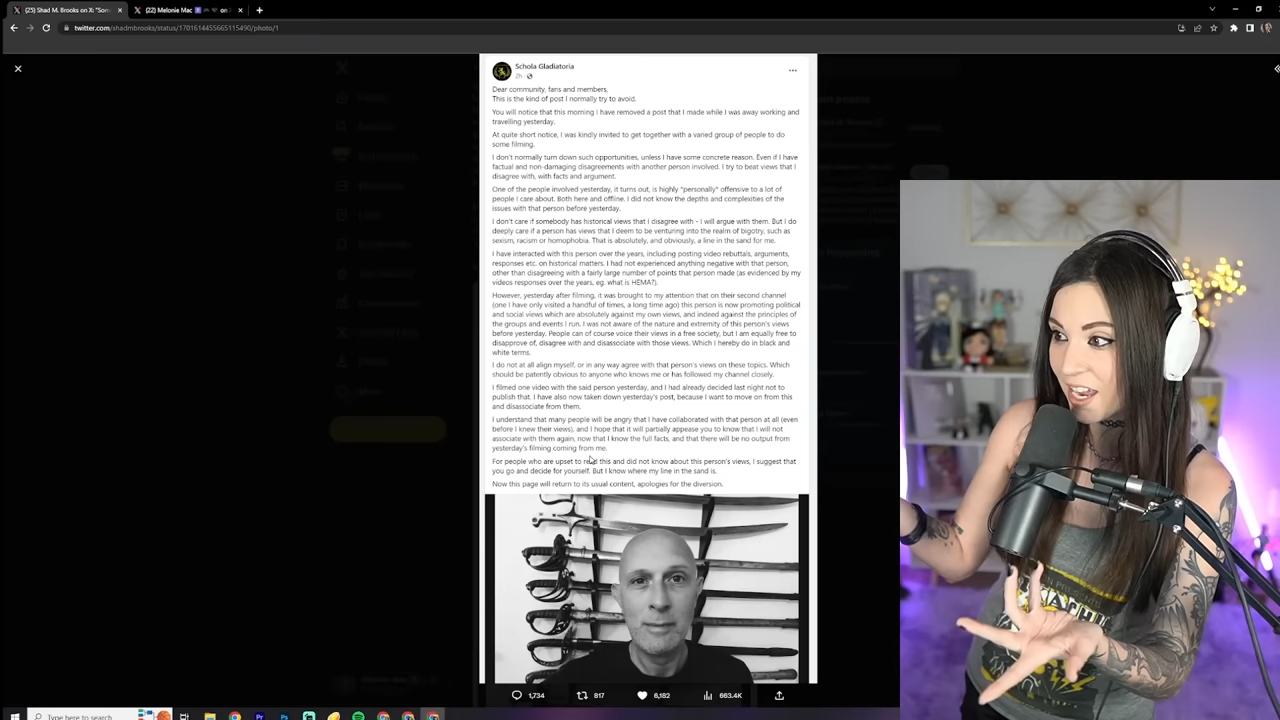 (25) Shad M. Brooks on X: "Som
(22) Melonie Mac
on
twitter.com/shadmbrooks/status/1701614455665115490/photo/1
Schola Gladiatoria
2h
Dear community, fans and members,
This is the kind of post I normally try to avoid.
You will notice that this morning I have removed a post that I made while I was away working and
travelling yesterday.
At quite short notice, I was kindly invited to get together with a varied group of people to do
some filming.
I don't normally turn down such opportunities, unless I have some concrete reason. Even if I have
factual and non-damaging disagreements with another person involved. I try to beat views that I
disagree with, with facts and argument.
One of the people involved yesterday, it turns out, is highly "personally" offensive to a lot of
people I care about. Both here and offline. I did not know the depths and complexities of the
issues with that person before yesterday.
I don't care if somebody has historical views that I disagree with - I will argue with them. But I do
deeply care if a person has views that I deem to be venturing into the realm of bigotry, such as
sexism, racism or homophobia. That is absolutely, and obviously, a line in the sand for me.
I have interacted with this person over the years, including posting video rebuttals, arguments,
responses etc. on historical matters. I had not experienced anything negative with that person,
other than disagreeing with a fairly large number of points that person made (as evidenced by my
videos responses over the years, eg. what is HEMA?).
However, yesterday after filming, it was brought to my attention that on their second channel
(one I have only visited a handful of times, a long time ago) this person is now promoting political
and social views which are absolutely against my own views, and indeed against the principles of
the groups and events I run. I was not aware of the nature and extremity of this person's views
before yesterday. People can of course voice their views in a free society, but I am equally free to
disapprove of, disagree with and disassociate with those views. Which I hereby do in black and
white terms.
I do not at all align myself, or in any way agree with that person's views on these topics. Which
should be patently obvious to anyone who knows me or has followed my channel closely.
I filmed one video with the said person yesterday, and I had already decided last night not to
publish that. I have also now taken down yesterday's post, because I want to move on from this
and disassociate from them.
I understand that many people will be angry that I have collaborated with that person at all (even
before I knew their views), and I hope that it will partially appease you to know that I will not
associate with them again, now that I know the full facts, and that there will be no output from
yesterday's filming coming from me.
For people who are upset to read this and did not know about this person's views, I suggest that
you go and decide for yourself. But I know where my line in the sand is.
Now this page will return to its usual content, apologies for the diversion.
1,734
817
6,182
663.4K
Type here to search